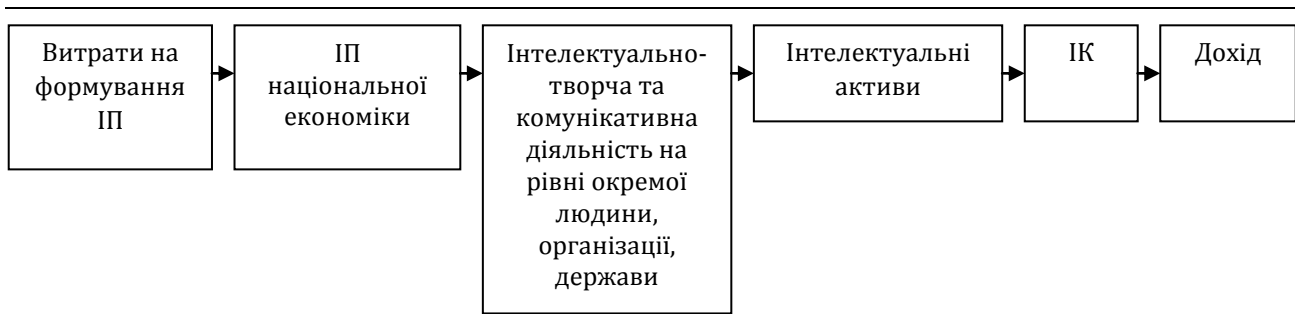 Витрати на
формування
ІП
ІП
національної
економіки
Інтелектуально-
творча та
комунікативна
діяльність на
рівні окремої
людини,
організації,
держави
Інтелектуальні
активи
ІК
Дохід